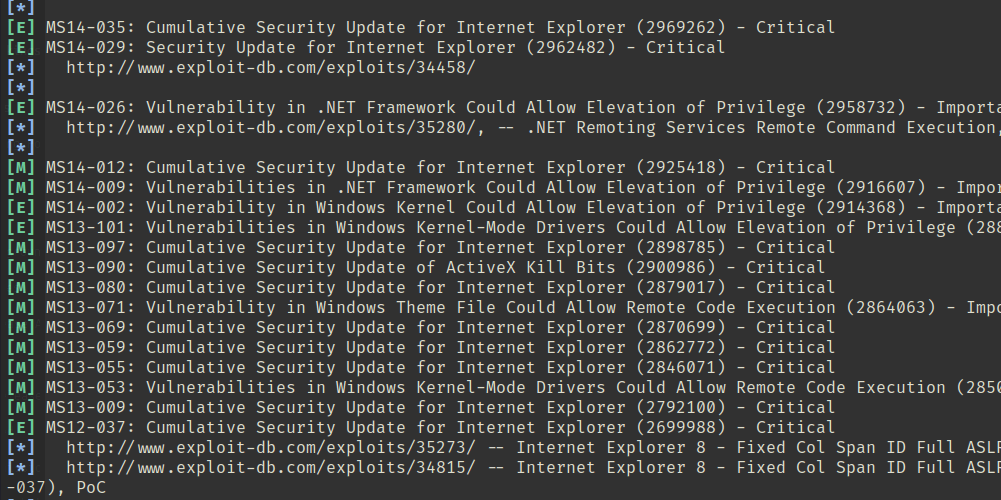 [*]
[E] MS14-035: Cumulative Security Update for Internet Explorer (2969262) - Critical
[E] MS14-029: Security Update for Internet Explorer (2962482) - Critical
[*]   http://www.exploit-db.com/exploits/34458/
[*]
[E] MS14-026: Vulnerability in .NET Framework Could Allow Elevation of Privilege (2958732) - Importa
[*]   http://www.exploit-db.com/exploits/35280/, -- .NET Remoting Services Remote Command Execution,
[*]
[M] MS14-012: Cumulative Security Update for Internet Explorer (2925418) - Critical
[M] MS14-009: Vulnerabilities in .NET Framework Could Allow Elevation of Privilege (2916607) - Impor
[E] MS14-002: Vulnerability in Windows Kernel Could Allow Elevation of Privilege (2914368) - Importa
[E] MS13-101: Vulnerabilities in Windows Kernel-Mode Drivers Could Allow Elevation of Privilege (288
[M] MS13-097: Cumulative Security Update for Internet Explorer (2898785) - Critical
[M] MS13-090: Cumulative Security Update of ActiveX Kill Bits (2900986) - Critical
[M] MS13-080: Cumulative Security Update for Internet Explorer (2879017) - Critical
[M] MS13-071: Vulnerability in Windows Theme File Could Allow Remote Code Execution (2864063) - Impo
[M] MS13-069: Cumulative Security Update for Internet Explorer (2870699) - Critical
[M] MS13-059: Cumulative Security Update for Internet Explorer (2862772) - Critical
[M] MS13-055: Cumulative Security Update for Internet Explorer (2846071) - Critical
[M] MS13-053: Vulnerabilities in Windows Kernel-Mode Drivers Could Allow Remote Code Execution (2850
[M] MS13-009: Cumulative Security Update for Internet Explorer (2792100) - Critical
[E] MS12-037: Cumulative Security Update for Internet Explorer (2699988) - Critical
[*]   http://www.exploit-db.com/exploits/35273/ -- Internet Explorer 8 - Fixed Col Span ID Full ASLR
[*]   http://www.exploit-db.com/exploits/34815/ -- Internet Explorer 8 - Fixed Col Span ID Full ASLR
-037), PoC